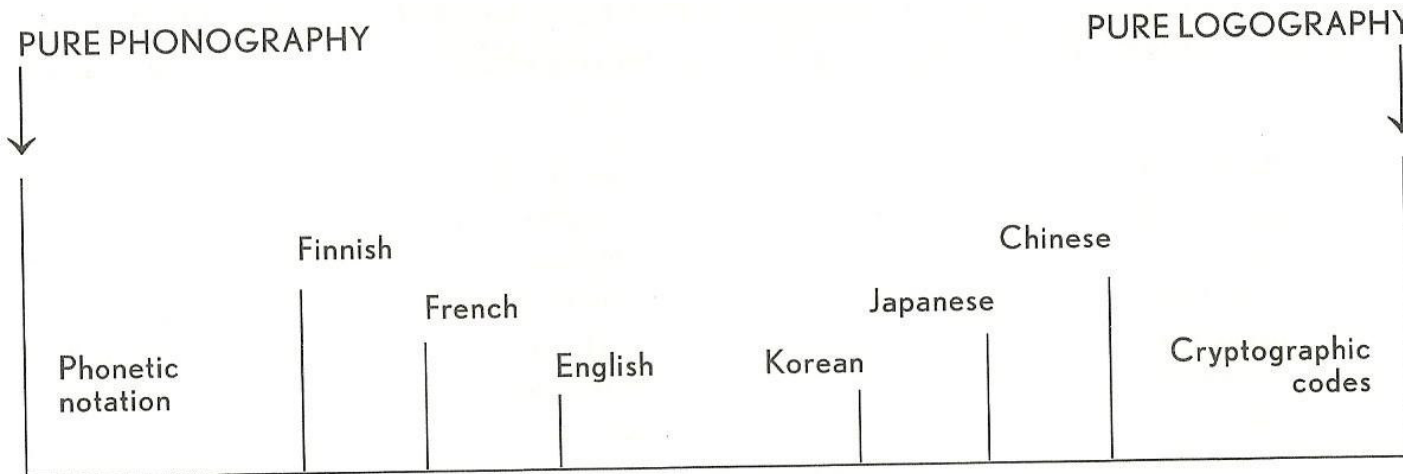 PURE PHONOGRAPHY
PURE LOGOGRAPHY
Finnish
French
English
Korean
Japanese
Chinese
Phonetic
notation
Cryptographic
codes